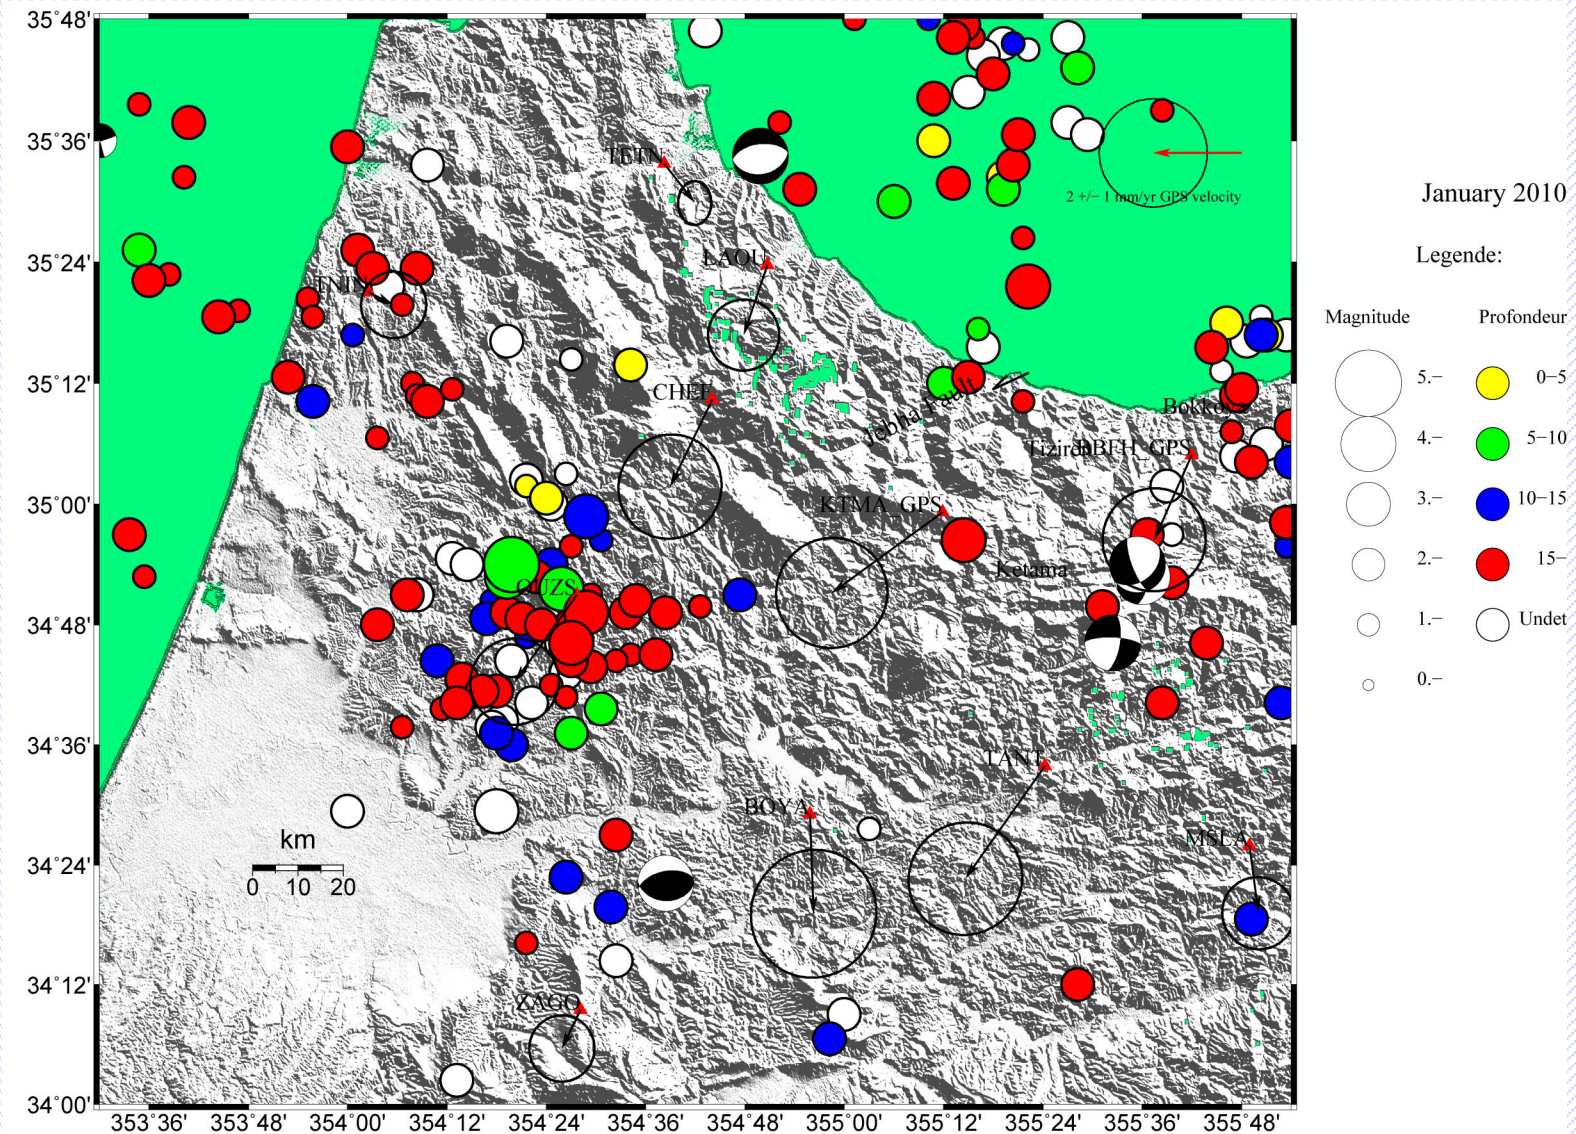 35°48'
35°36'
35°24'
35°12'
35°00'
34°48'
34°36'
34°24'
34°12'
34°00'
353°36'
353°48'
354°00'
354°12'
354°24'
354°36'
354°48'
355°00'
355°12'
355°24'
355°36'
355°48'
TETN
2 +/− 1 mm/yr GPS velocity
LAOU
TNIN
CHEF
Jebha Fault
Bokkoya
BBFH_GPS
KTMA_GPS
Ketama
OUZS
TANT
BOYA
MSLA
ZAGO
km
0 10 20
January 2010
Legende:
Magnitude
Profondeur
5.−
0−5
4.−
5−10
3.−
10−15
2.−
15−
1.−
Undet
0.−